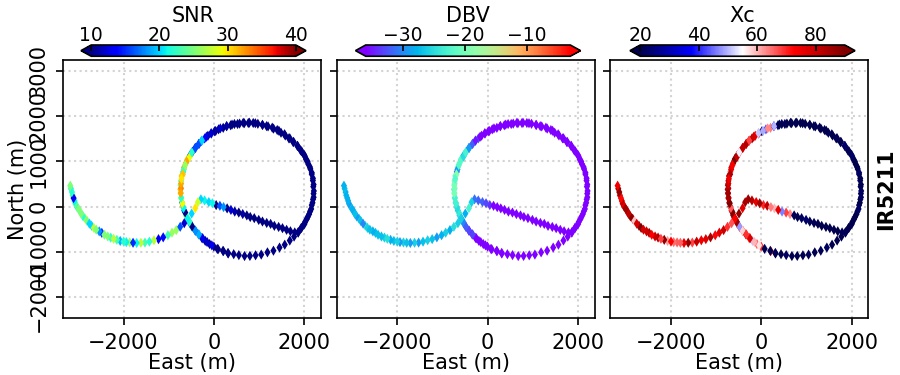 SNR DBV Xc
10 20 30 40 −30 −20 −10 20 40 60 80
3000
2000
1000
0
−1000
−2000
North (m)
IR5211
−2000 0 2000 −2000 0 2000 −2000 0 2000
East (m) East (m) East (m)